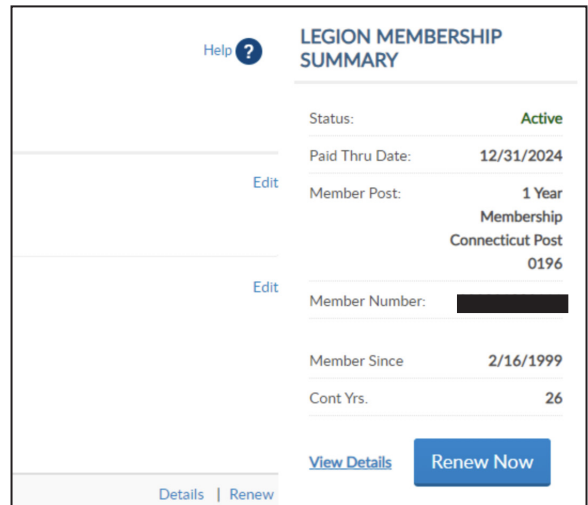 Help ?
Edit
Edit
Details | Renew
LEGION MEMBERSHIP
SUMMARY
Status: Active
Paid Thru Date: 12/31/2024
Member Post: 1 Year
Membership
Connecticut Post
0196
Member Number:
Member Since 2/16/1999
Cont Yrs. 26
View Details Renew Now